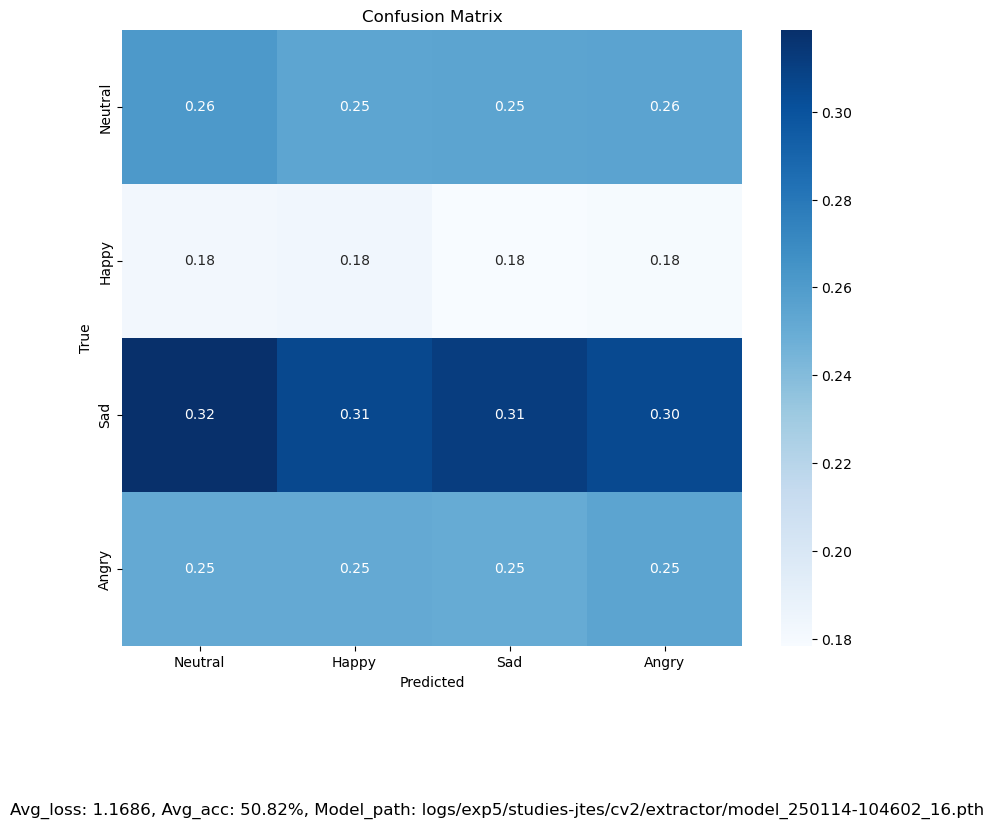 Confusion Matrix
Neutral
0.26 0.25 0.25 0.26
0.30
0.28
Happy
0.18 0.18 0.18 0.18
0.26
True
0.24
Sad
0.32 0.31 0.31 0.30
0.22
0.20
Angry
0.25 0.25 0.25 0.25
0.18
Neutral Happy Sad Angry
Predicted
Avg_loss: 1.1686, Avg_acc: 50.82%, Model_path: logs/exp5/studies-jtes/cv2/extractor/model_250114-104602_16.pth